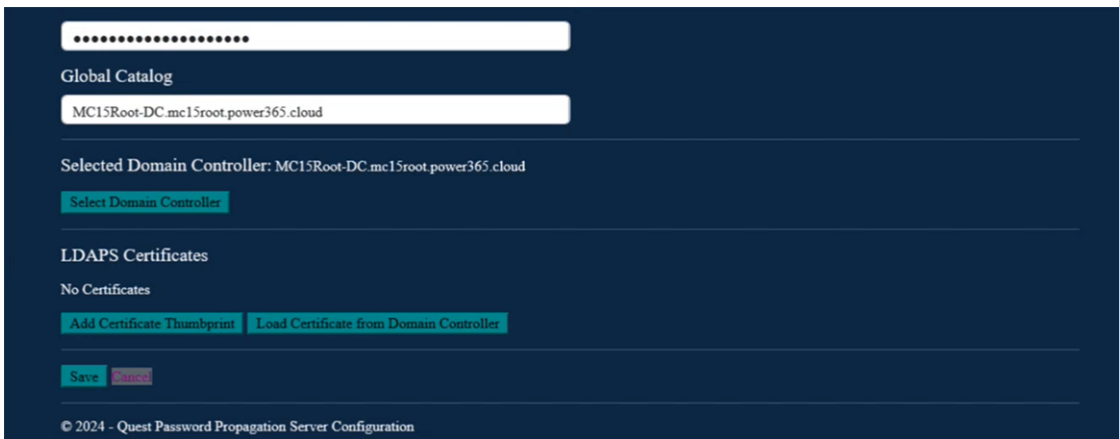 ••••••••••••••••••••
Global Catalog
MC15Root-DC.mc15root.power365.cloud
Selected Domain Controller: MC15Root-DC.mc15root.power365.cloud
Select Domain Controller
LDAPS Certificates
No Certificates
Add Certificate Thumbprint Load Certificate from Domain Controller
Save Cancel
© 2024 - Quest Password Propagation Server Configuration